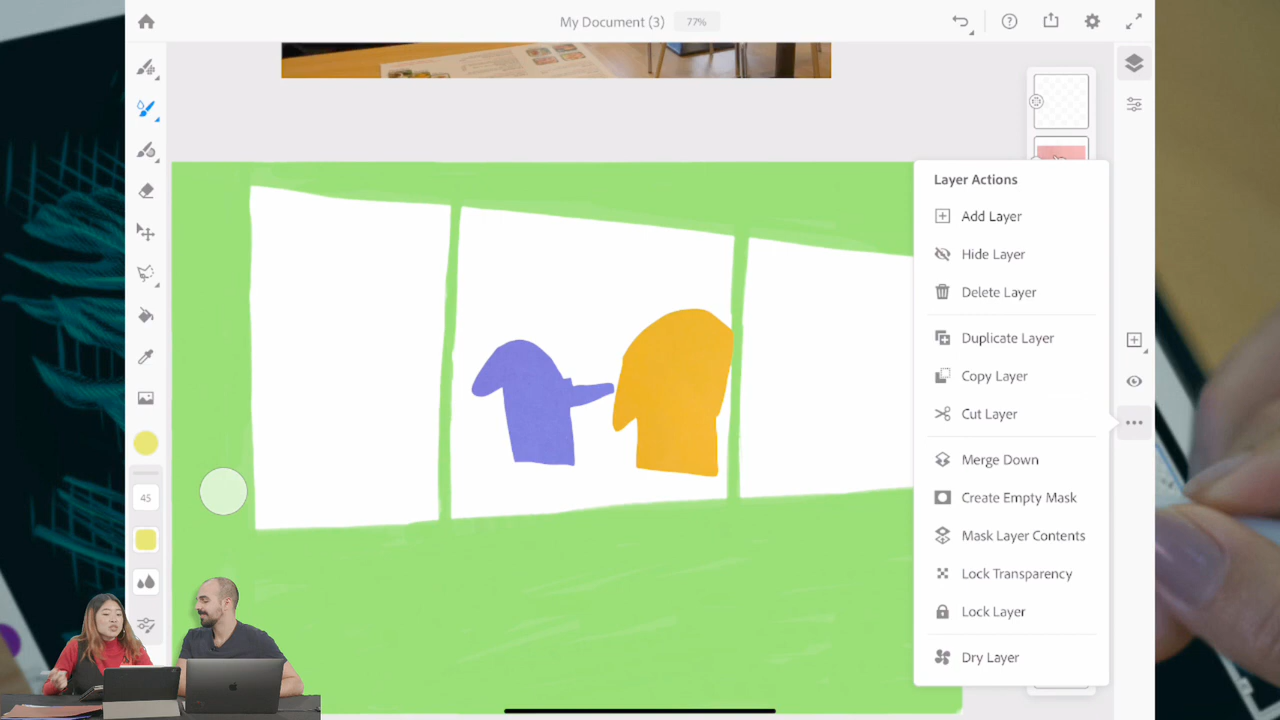 My Document (3)
77%
Layer Actions
Add Layer
Hide Layer
Delete Layer
Duplicate Layer
Copy Layer
Cut Layer
Merge Down
Create Empty Mask
Mask Layer Contents
Lock Transparency
Lock Layer
Dry Layer
45